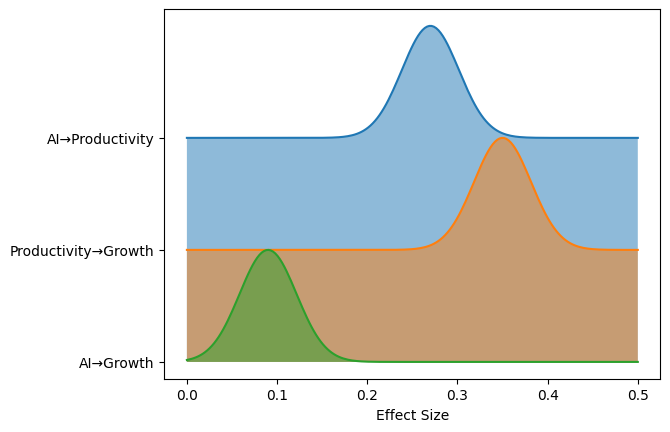 AI→Productivity
Productivity→Growth
AI→Growth
0.0 0.1 0.2 0.3 0.4 0.5
Effect Size